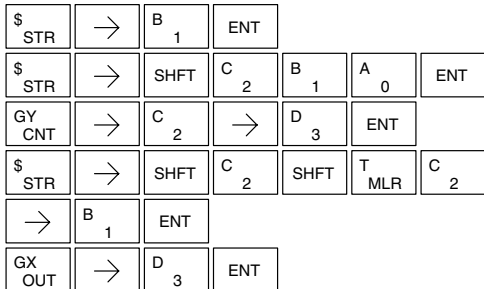 $ STR → B 1 ENT
$ STR → SHFT C 2 B 1 A 0 ENT
GY CNT → C 2 → D 3 ENT
$ STR → SHFT C 2 SHFT T MLR C 2
→ B 1 ENT
GX OUT → D 3 ENT